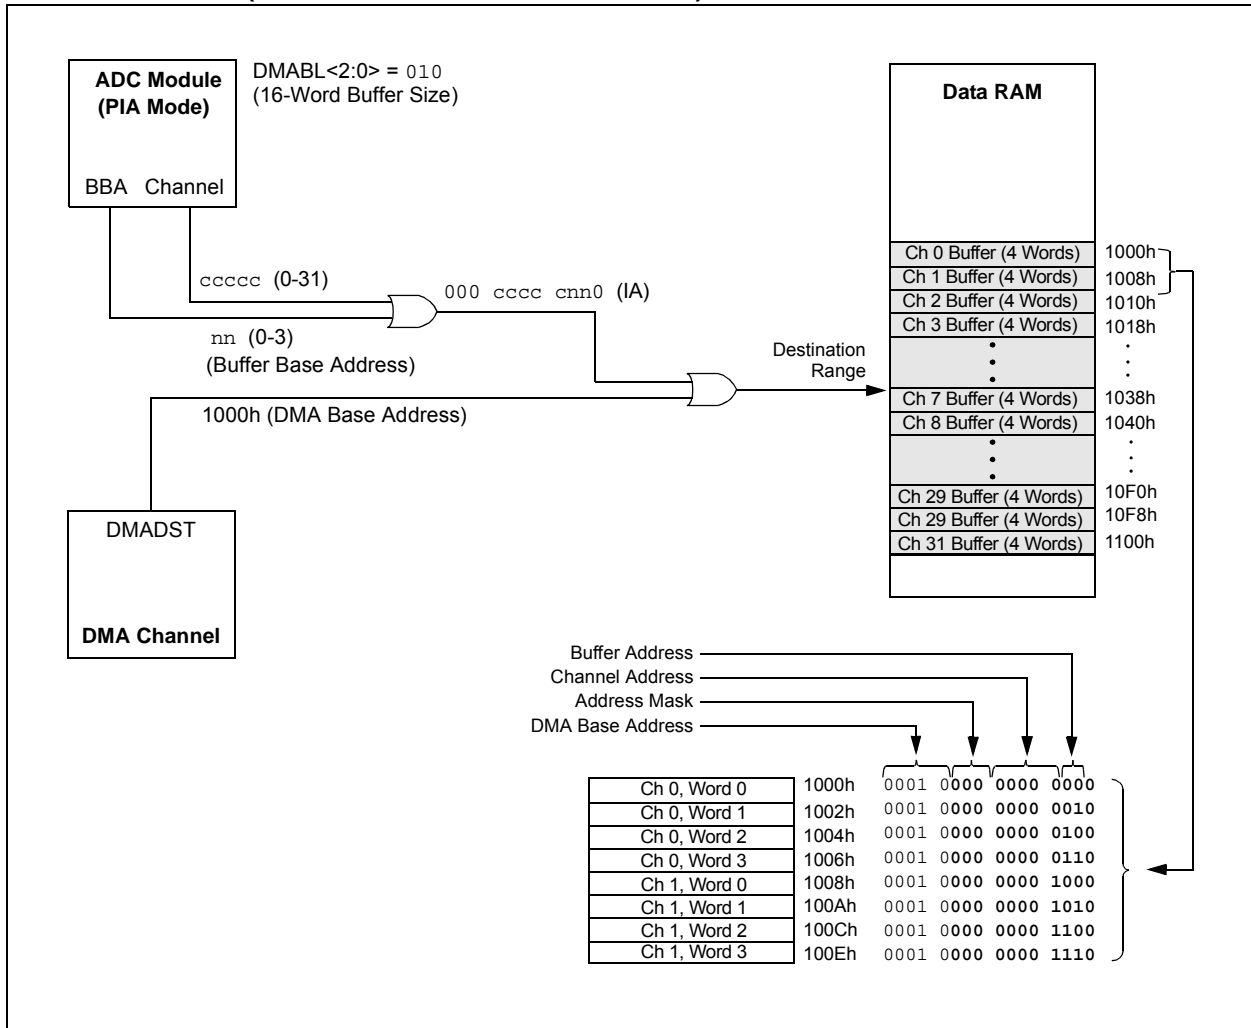 ADC Module
(PIA Mode)
BBA Channel
DMABL<2:0> = 010
(16-Word Buffer Size)
ccccc (0-31)
nn (0-3)
(Buffer Base Address)
000 cccc cnn0 (IA)
1000h (DMA Base Address)
DMADST
DMA Channel
Destination
Range
Data RAM
Ch 0 Buffer (4 Words) 1000h
Ch 1 Buffer (4 Words) 1008h
Ch 2 Buffer (4 Words) 1010h
Ch 3 Buffer (4 Words) 1018h
Ch 7 Buffer (4 Words) 1038h
Ch 8 Buffer (4 Words) 1040h
Ch 29 Buffer (4 Words) 10F0h
Ch 29 Buffer (4 Words) 10F8h
Ch 31 Buffer (4 Words) 1100h
Buffer Address
Channel Address
Address Mask
DMA Base Address
Ch 0, Word 0 1000h 0001 0000 0000 0000
Ch 0, Word 1 1002h 0001 0000 0000 0010
Ch 0, Word 2 1004h 0001 0000 0000 0100
Ch 0, Word 3 1006h 0001 0000 0000 0110
Ch 1, Word 0 1008h 0001 0000 0000 1000
Ch 1, Word 1 100Ah 0001 0000 0000 1010
Ch 1, Word 2 100Ch 0001 0000 0000 1100
Ch 1, Word 3 100Eh 0001 0000 0000 1110